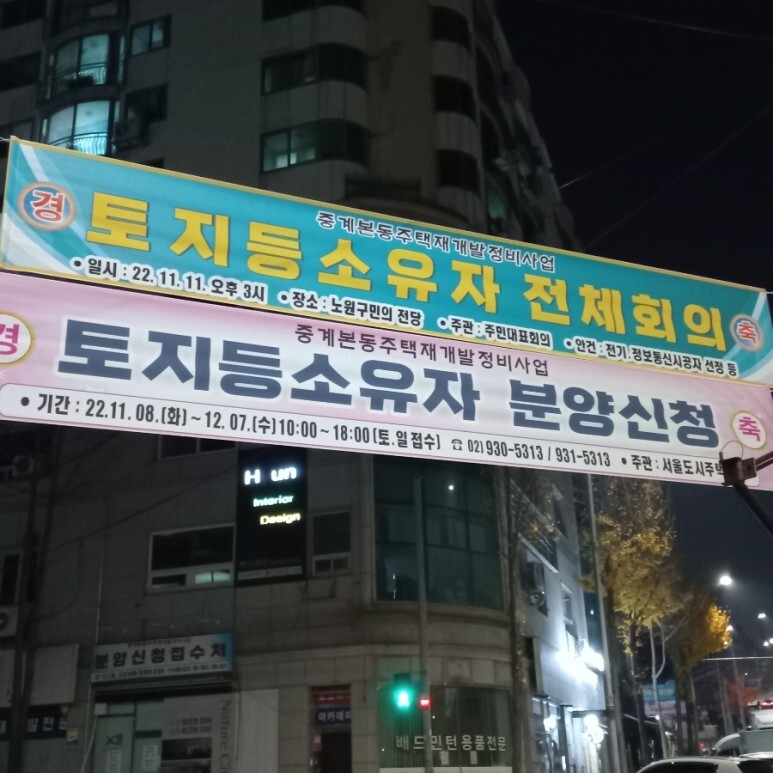 경 축
중계본동주택재개발정비사업
토지등소유자 전체회의
• 일시 : 22. 11. 11. 오후 3시 • 장소 : 노원구민의 전당 • 주관 : 주민대표회의 • 안건 : 전기.정보통신시공자 선정 등
경 축
중계본동주택재개발정비사업
토지등소유자 분양신청
• 기간 : 22.11. 08.(화) ~ 12. 07.(수) 10:00 ~ 18:00 (토.일 접수) ☎ 02) 930-5313 / 931-5313 • 주관 : 서울도시주택
H un
Interior
Design
분양신청접수처
Nature
아카데미
배드민턴용품전문